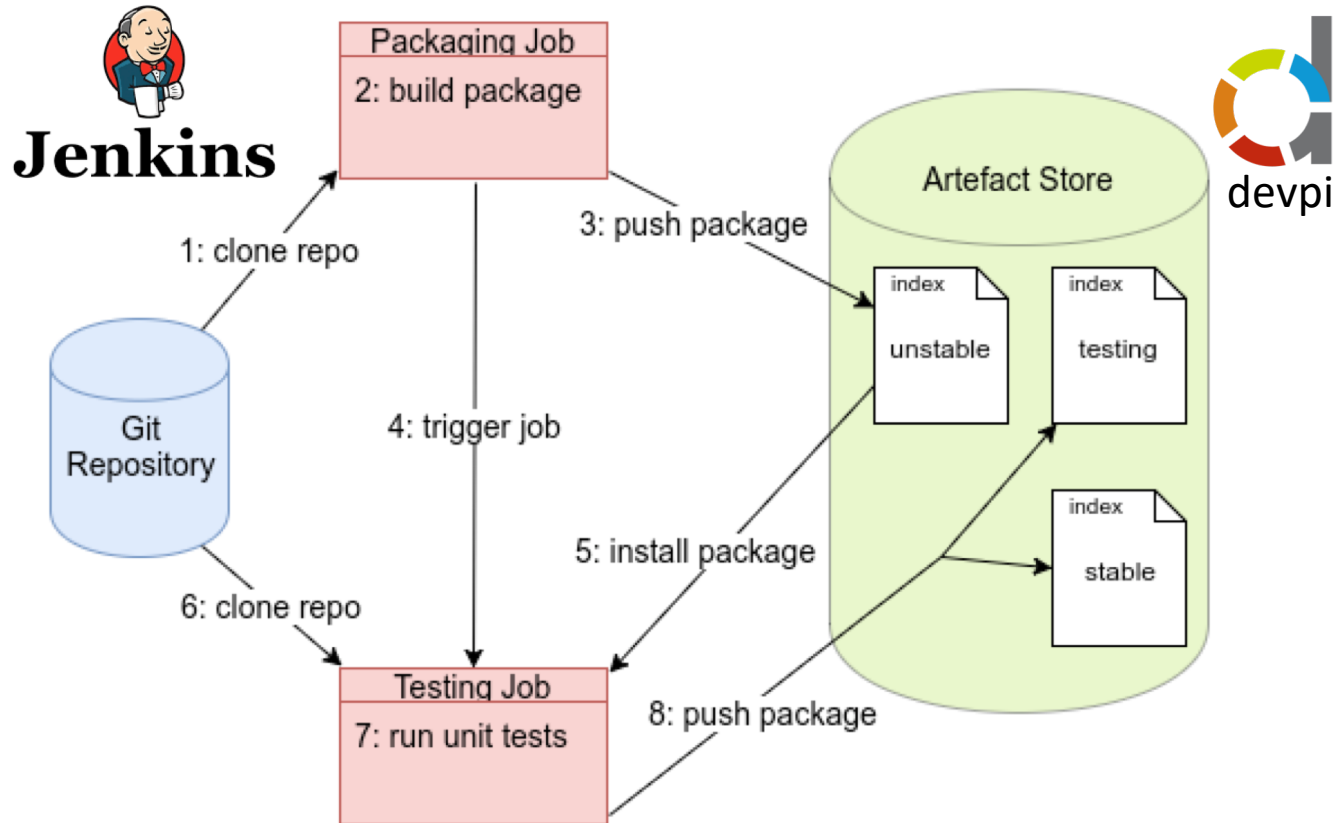 Jenkins
Packaging Job
2: build package
1: clone repo
3: push package
Artefact Store
devpi
index
unstable
index
testing
Git
Repository
4: trigger job
5: install package
index
stable
6: clone repo
Testing Job
7: run unit tests
8: push package